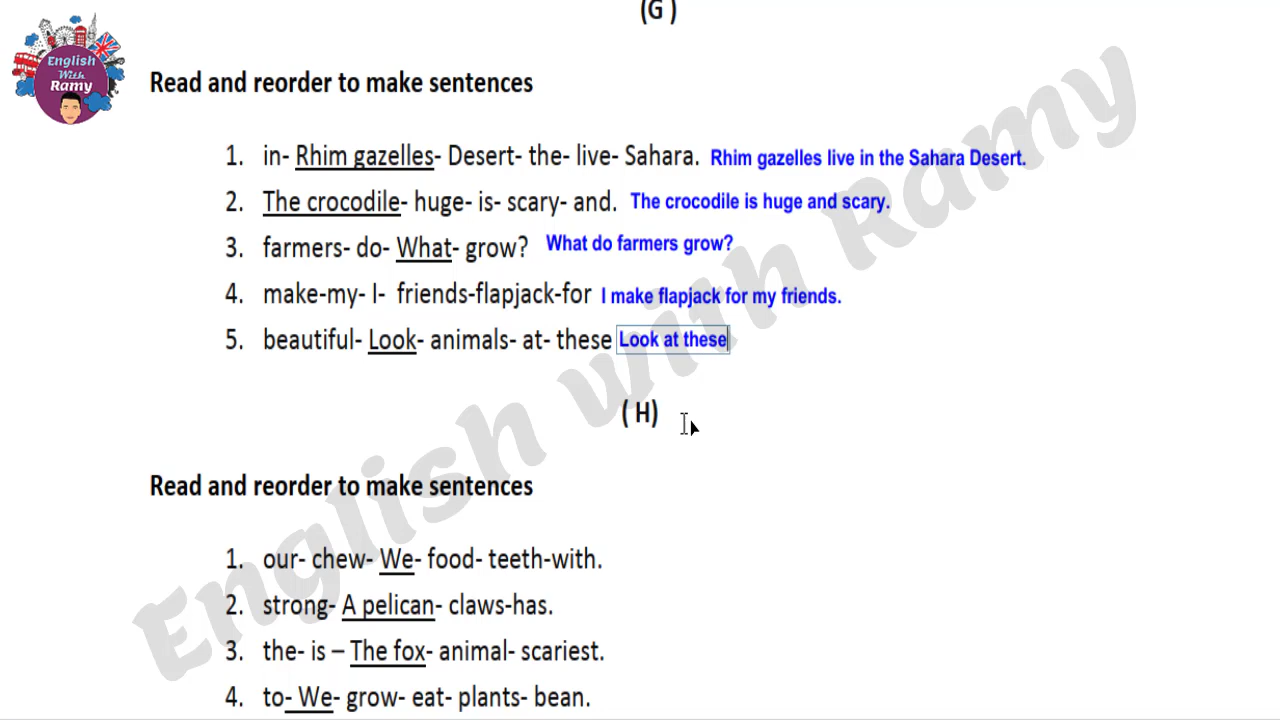 (G )
English
With
Ramy
Read and reorder to make sentences
1. in- Rhim gazelles- Desert- the- live- Sahara. Rhim gazelles live in the Sahara Desert.
2. The crocodile- huge- is- scary- and. The crocodile is huge and scary.
3. farmers- do- What- grow? What do farmers grow?
4. make-my- I- friends-flapjack-for I make flapjack for my friends.
5. beautiful- Look- animals- at- these Look at these
( H)
Read and reorder to make sentences
1. our- chew- We- food- teeth-with.
2. strong- A pelican- claws-has.
3. the- is – The fox- animal- scariest.
4. to- We- grow- eat- plants- bean.
English with Ramy